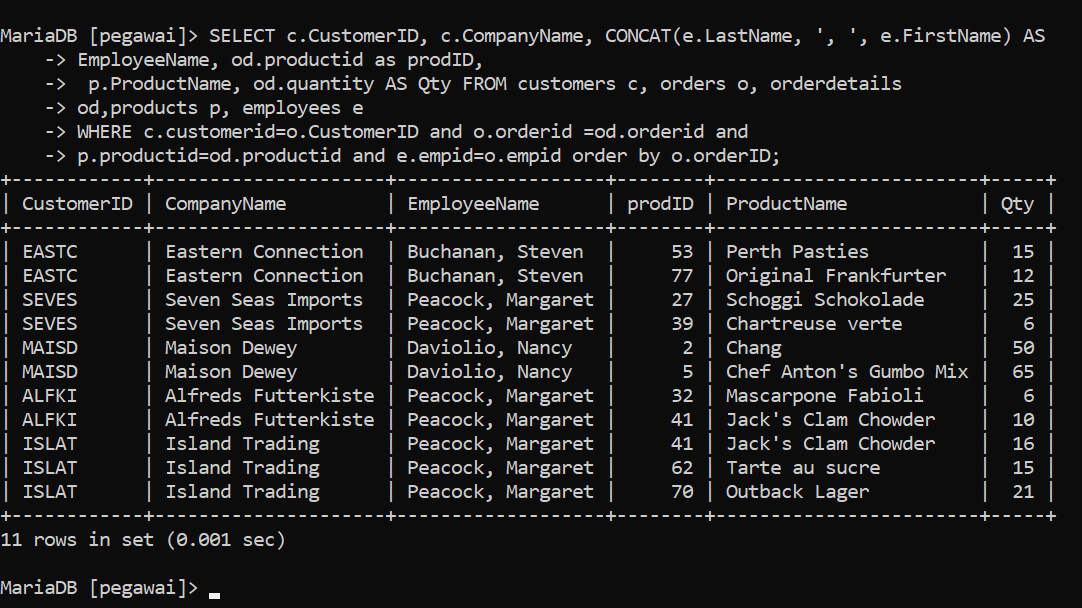 MariaDB [pegawai]> SELECT c.CustomerID, c.CompanyName, CONCAT(e.LastName, ', ', e.FirstName) AS
    -> EmployeeName, od.productid as prodID,
    ->  p.ProductName, od.quantity AS Qty FROM customers c, orders o, orderdetails
    -> od,products p, employees e
    -> WHERE c.customerid=o.CustomerID and o.orderid =od.orderid and
    -> p.productid=od.productid and e.empid=o.empid order by o.orderID;
+------------+---------------------+-------------------+--------+------------------------+-----+
| CustomerID | CompanyName         | EmployeeName      | prodID | ProductName            | Qty |
+------------+---------------------+-------------------+--------+------------------------+-----+
| EASTC      | Eastern Connection  | Buchanan, Steven  |     53 | Perth Pasties          |  15 |
| EASTC      | Eastern Connection  | Buchanan, Steven  |     77 | Original Frankfurter   |  12 |
| SEVES      | Seven Seas Imports  | Peacock, Margaret |     27 | Schoggi Schokolade     |  25 |
| SEVES      | Seven Seas Imports  | Peacock, Margaret |     39 | Chartreuse verte       |   6 |
| MAISD      | Maison Dewey        | Daviolio, Nancy   |      2 | Chang                  |  50 |
| MAISD      | Maison Dewey        | Daviolio, Nancy   |      5 | Chef Anton's Gumbo Mix |  65 |
| ALFKI      | Alfreds Futterkiste | Peacock, Margaret |     32 | Mascarpone Fabioli     |   6 |
| ALFKI      | Alfreds Futterkiste | Peacock, Margaret |     41 | Jack's Clam Chowder    |  10 |
| ISLAT      | Island Trading      | Peacock, Margaret |     41 | Jack's Clam Chowder    |  16 |
| ISLAT      | Island Trading      | Peacock, Margaret |     62 | Tarte au sucre         |  15 |
| ISLAT      | Island Trading      | Peacock, Margaret |     70 | Outback Lager          |  21 |
+------------+---------------------+-------------------+--------+------------------------+-----+
11 rows in set (0.001 sec)
MariaDB [pegawai]> _